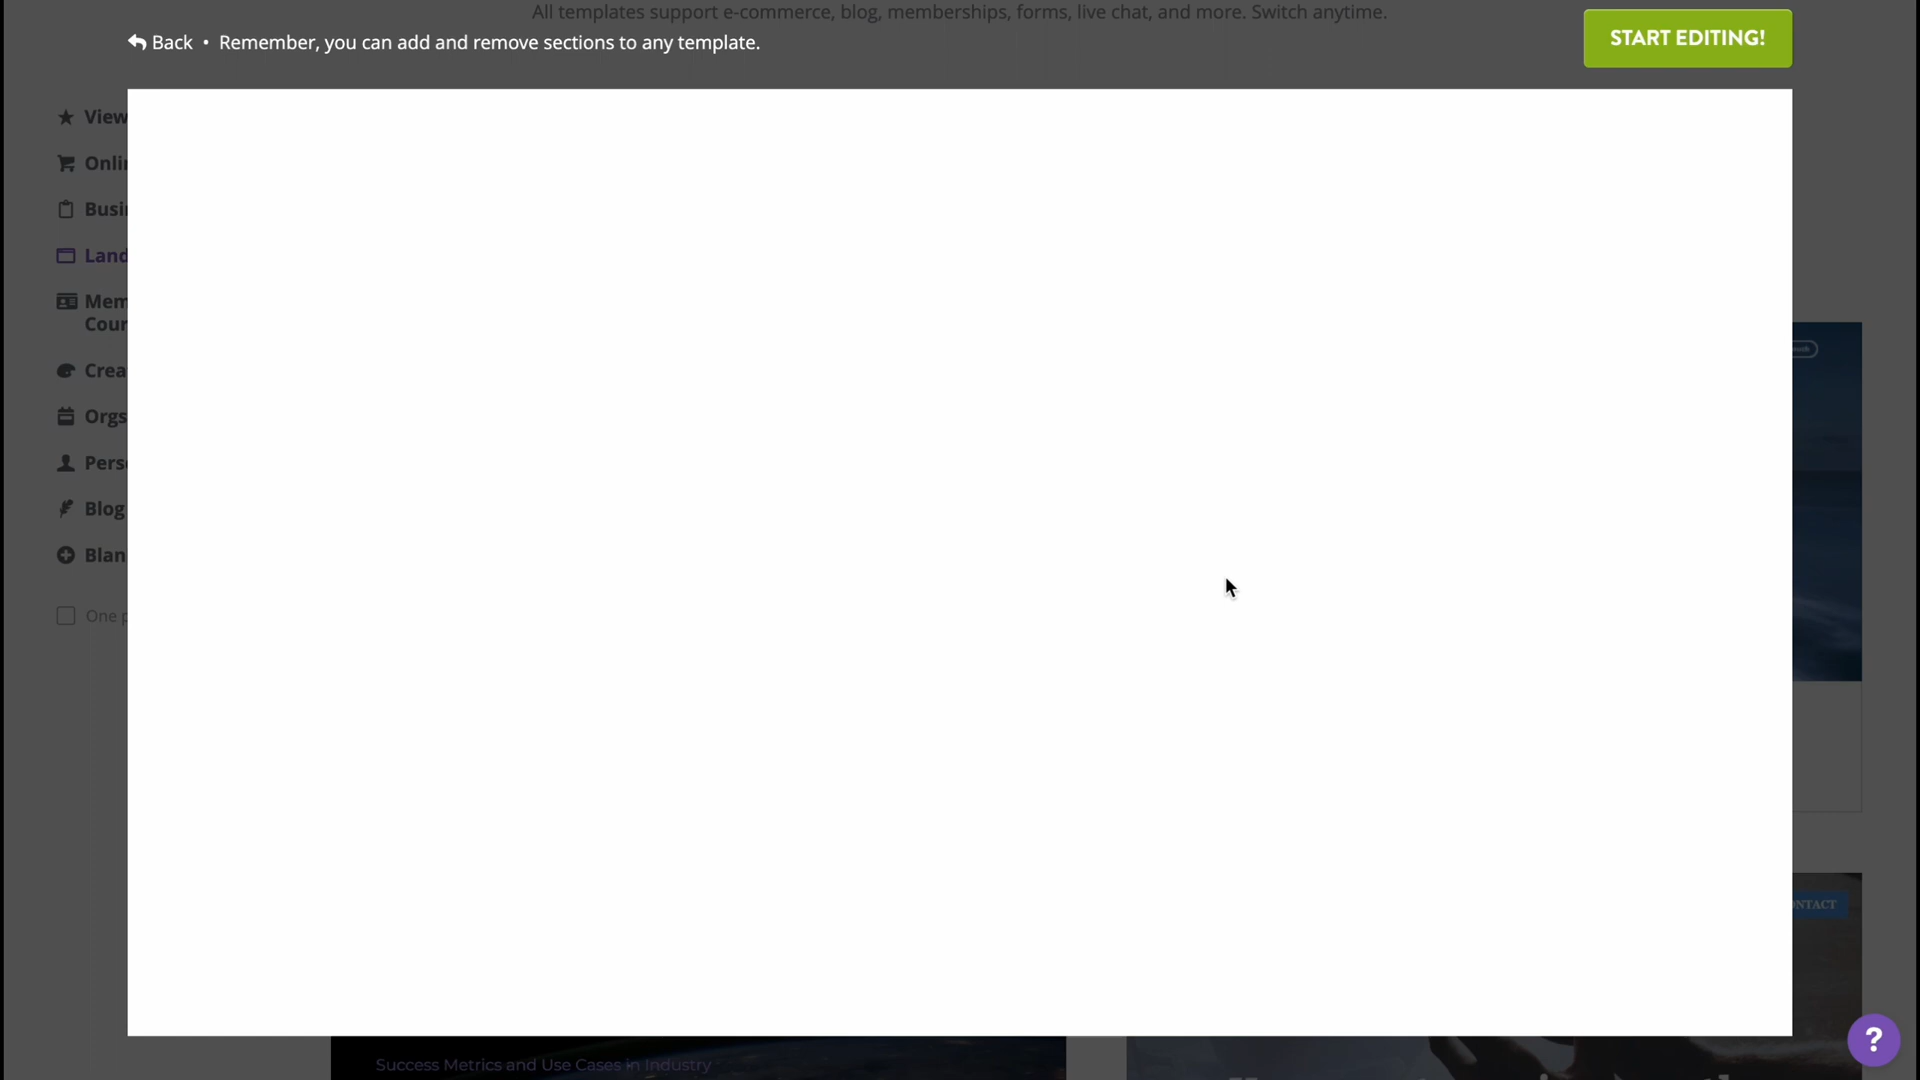 All templates support e-commerce, blog, memberships, forms, live chat, and more. Switch anytime.
Back • Remember, you can add and remove sections to any template.
START EDITING!
View
Onlin
Busi
Land
Mem
Cour
Crea
Orgs
Pers
Blog
Blan
One p
ONTACT
Success Metrics and Use Cases in Industry
?